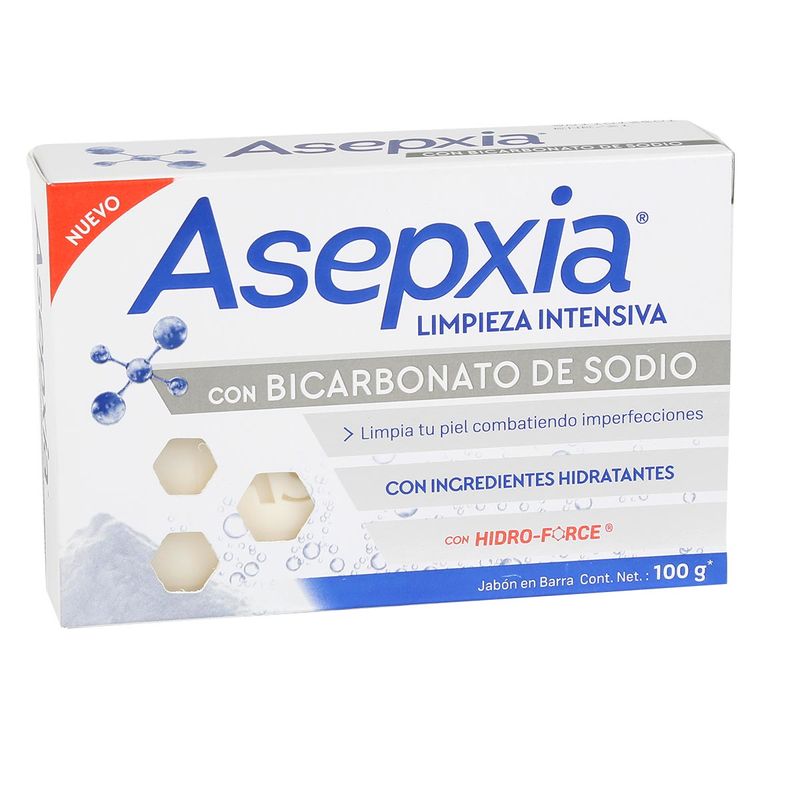 Asepxia
CON BICARBONATO DE SODIO
NUEVO
Asepxia®
LIMPIEZA INTENSIVA
CON BICARBONATO DE SODIO
> Limpia tu piel combatiendo imperfecciones
CON INGREDIENTES HIDRATANTES
CON HIDRO-FORCE®
Jabón en Barra Cont. Net. : 100 g*